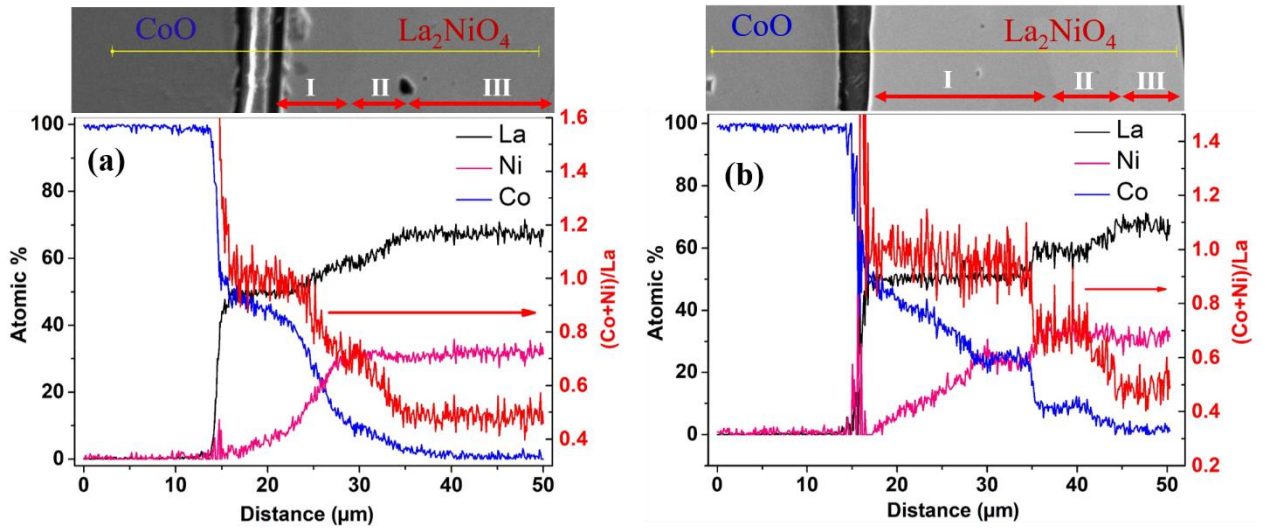 CoO La₂NiO₄
I II III
(a)
La
Ni
Co
100
80
60
40
20
0
Atomic %
1.6
1.4
1.2
1.0
0.8
0.6
0.4
(Co+Ni)/La
0 10 20 30 40 50
Distance (µm)
CoO La₂NiO₄
I II III
(b)
La
Ni
Co
100
80
60
40
20
0
Atomic %
1.4
1.2
1.0
0.8
0.6
0.4
0.2
(Co+Ni)/La
0 10 20 30 40 50
Distance (µm)